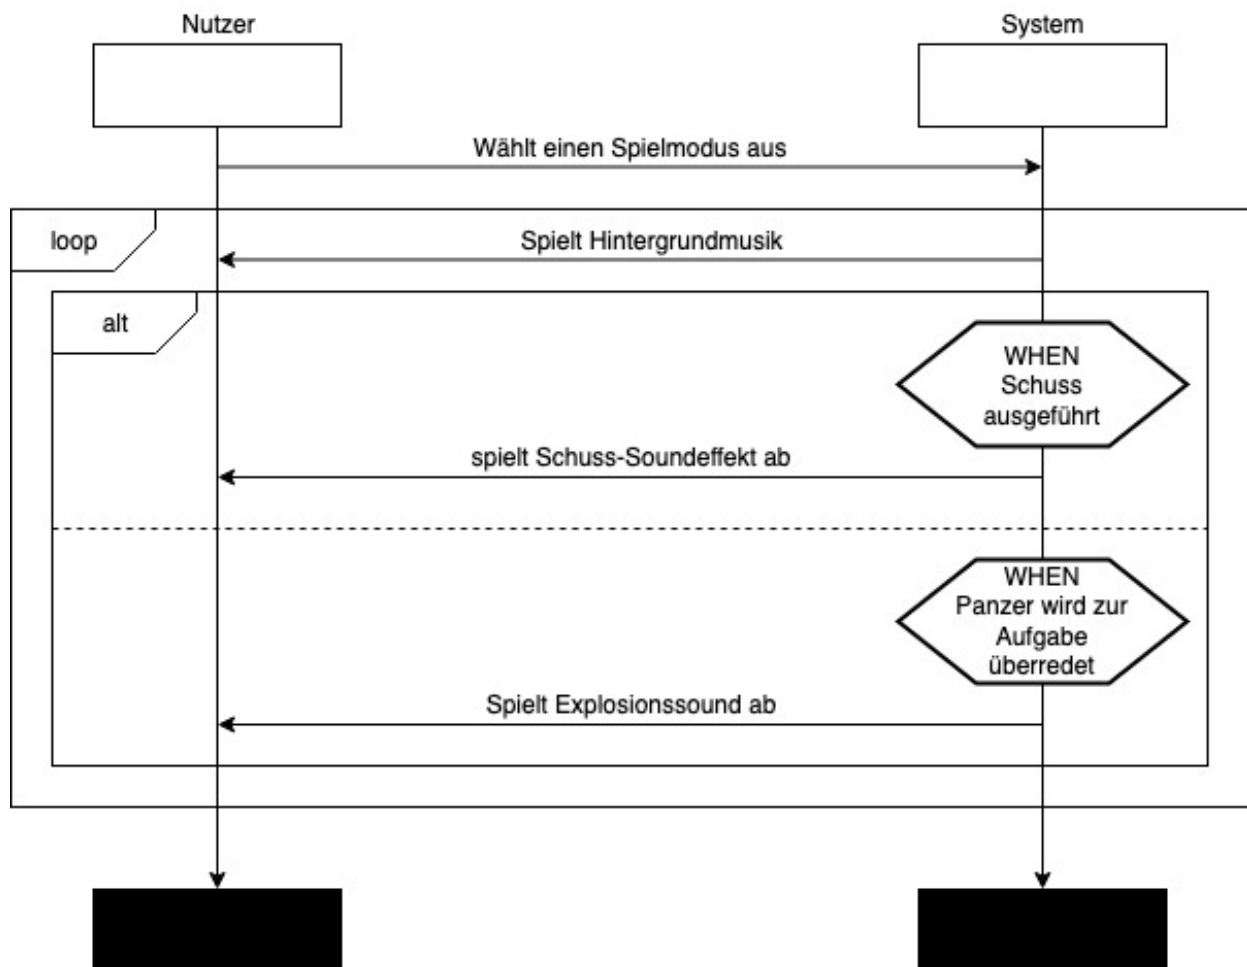 Nutzer
System
Wählt einen Spielmodus aus
loop
Spielt Hintergrundmusik
alt
WHEN
Schuss
ausgeführt
spielt Schuss-Soundeffekt ab
WHEN
Panzer wird zur
Aufgabe
überredet
Spielt Explosionssound ab